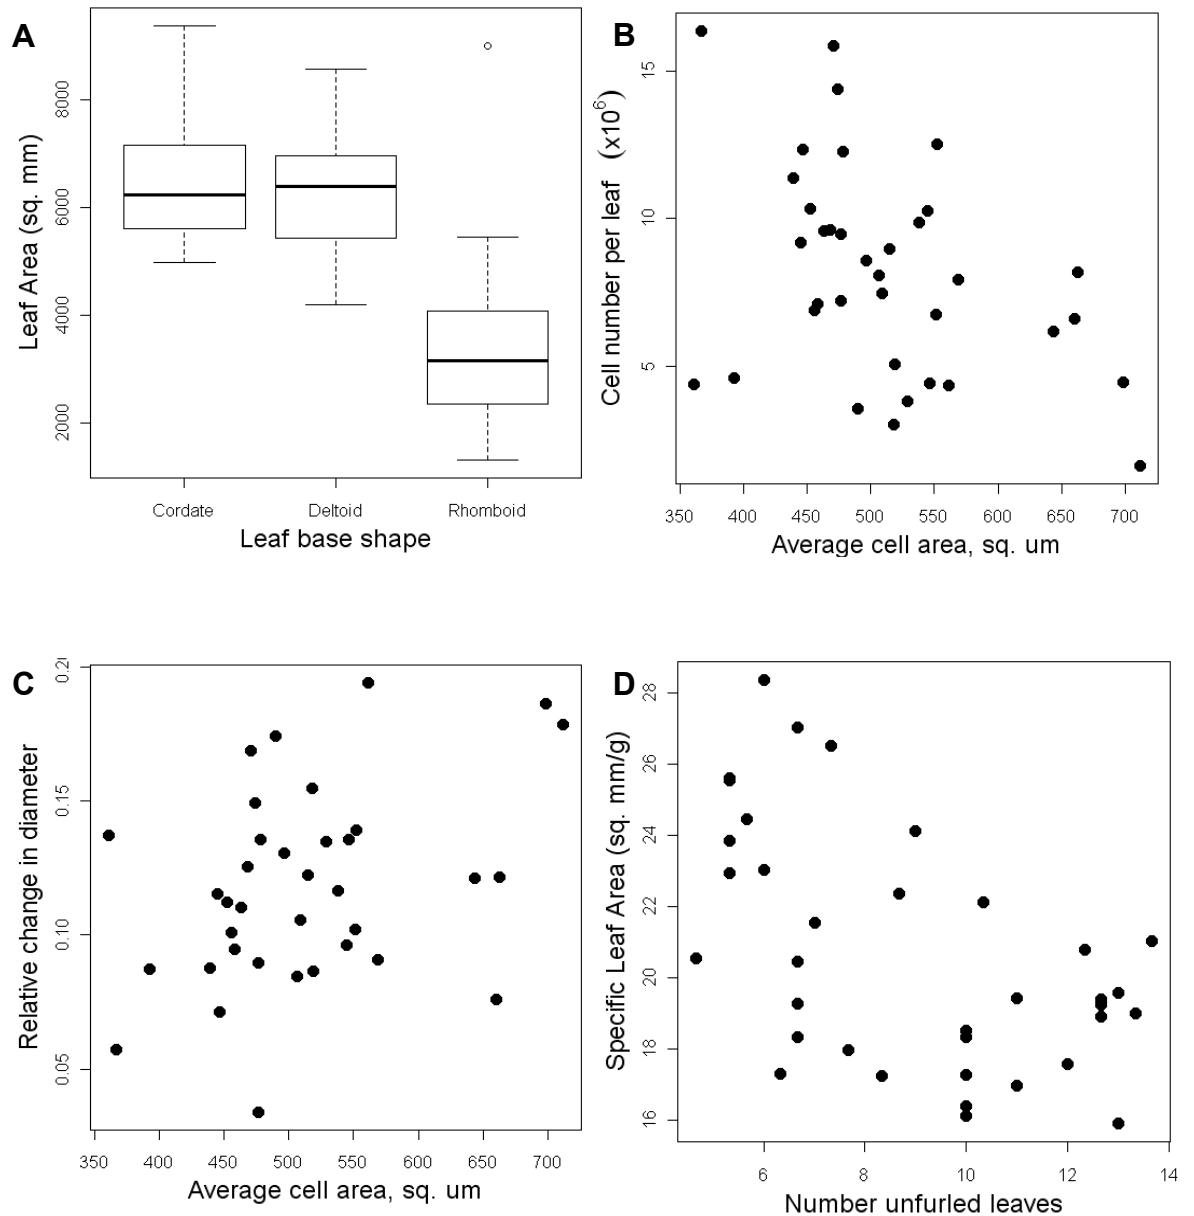 A
Leaf Area (sq. mm)
8000
6000
4000
2000
Cordate Deltoid Rhomboid
Leaf base shape
B
Cell number per leaf (x10^6)
15
10
5
350 400 450 500 550 600 650 700
Average cell area, sq. um
C
Relative change in diameter
0.20
0.15
0.10
0.05
350 400 450 500 550 600 650 700
Average cell area, sq. um
D
Specific Leaf Area (sq. mm/g)
28
26
24
22
20
18
16
6 8 10 12 14
Number unfurled leaves